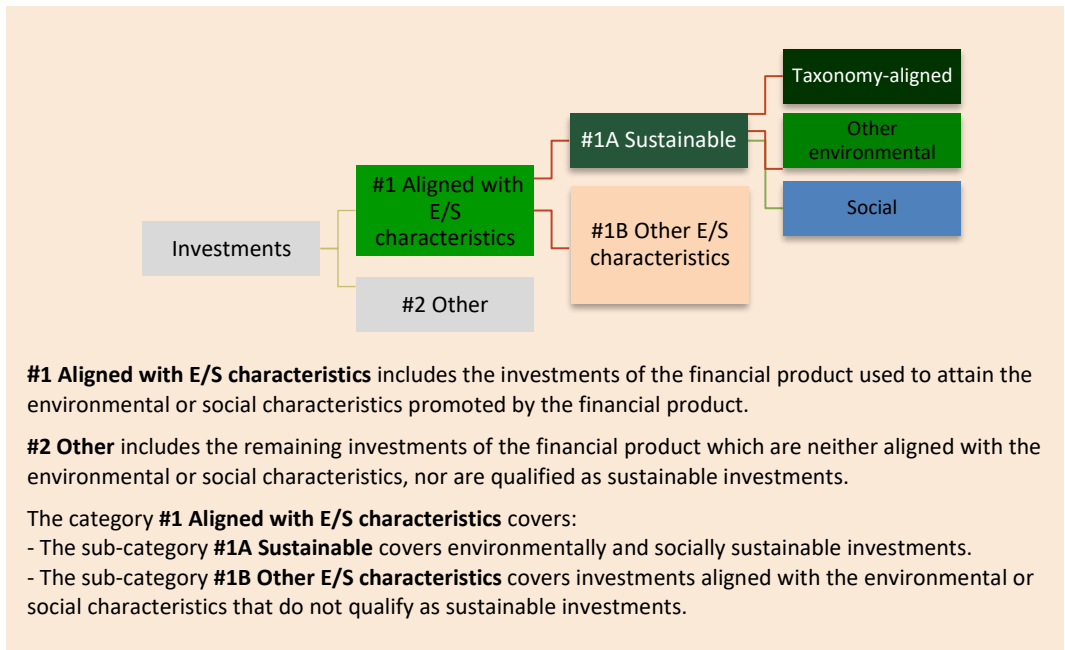 Taxonomy-aligned
#1A Sustainable
Other
environmental
#1 Aligned with
E/S
characteristics
Social
Investments
#1B Other E/S
characteristics
#2 Other
#1 Aligned with E/S characteristics includes the investments of the financial product used to attain the
environmental or social characteristics promoted by the financial product.
#2 Other includes the remaining investments of the financial product which are neither aligned with the
environmental or social characteristics, nor are qualified as sustainable investments.
The category #1 Aligned with E/S characteristics covers:
- The sub-category #1A Sustainable covers environmentally and socially sustainable investments.
- The sub-category #1B Other E/S characteristics covers investments aligned with the environmental or
social characteristics that do not qualify as sustainable investments.